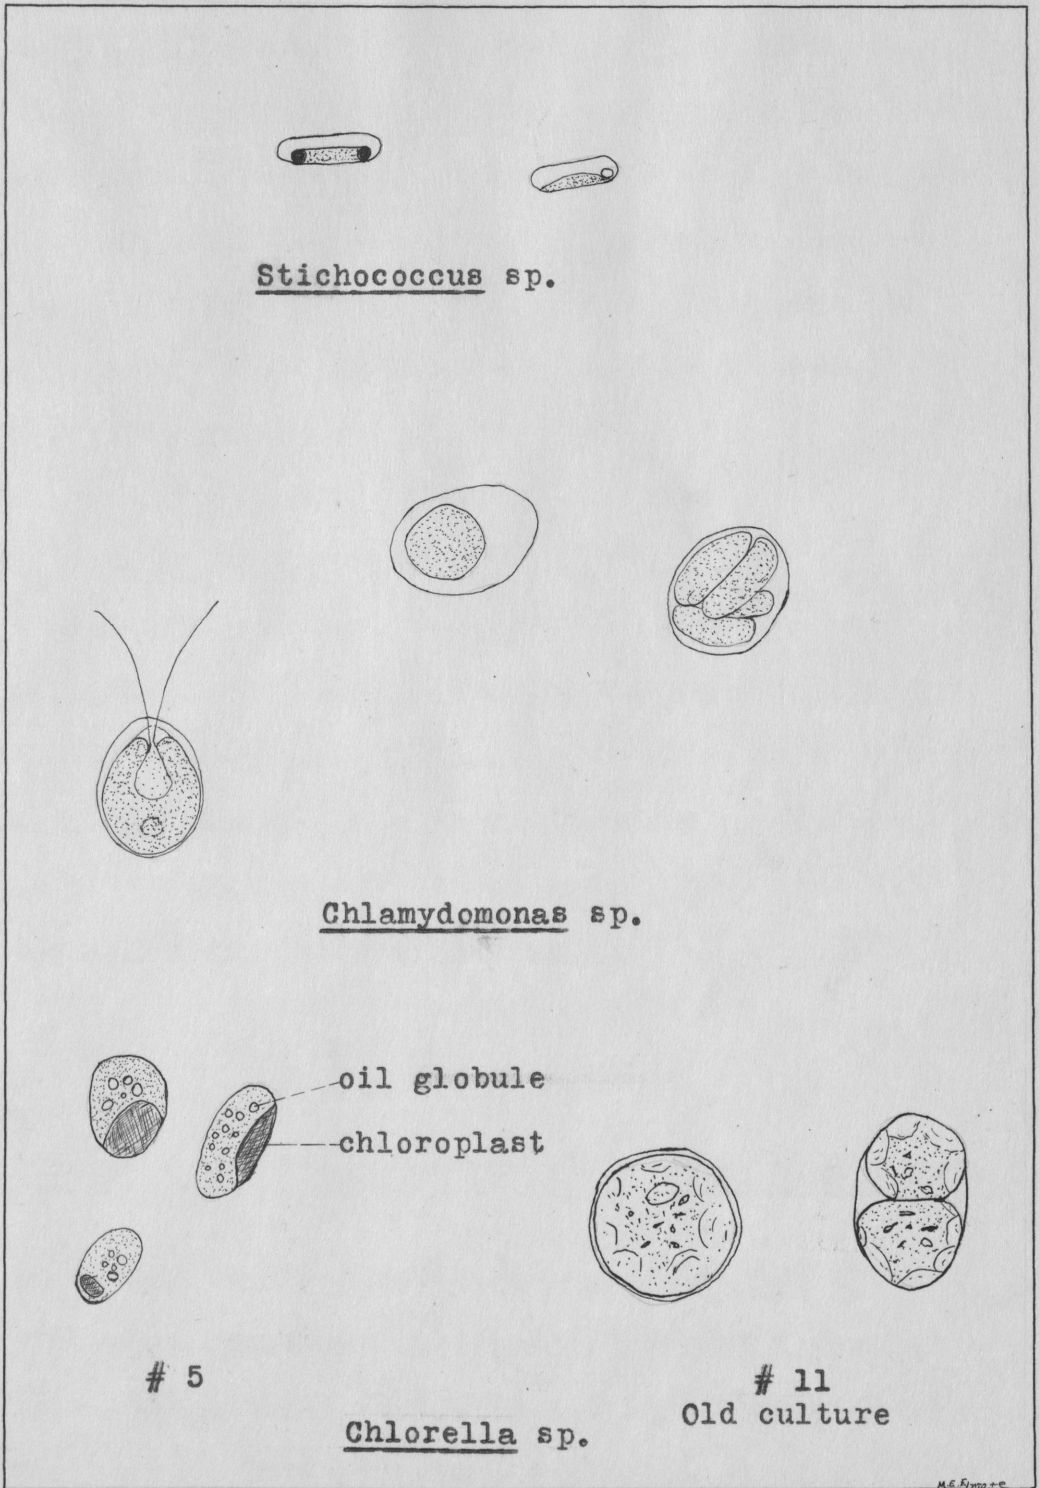 Stichococcus sp.
Chlamydomonas sp.
oil globule
chloroplast
# 5
# 11
Old culture
Chlorella sp.